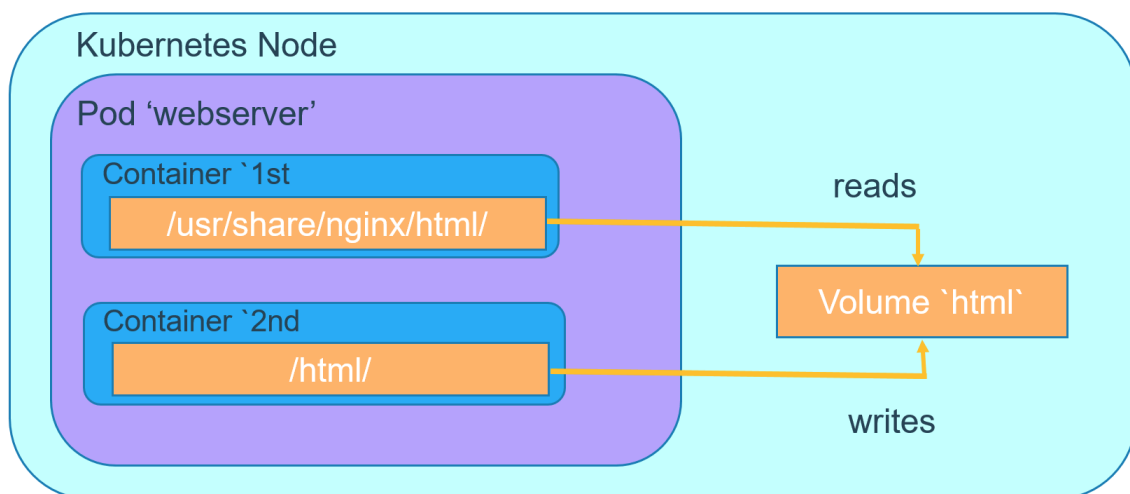 Kubernetes Node
Pod ‘webserver’
Container `1st
/usr/share/nginx/html/
reads
Volume `html`
Container `2nd
/html/
writes